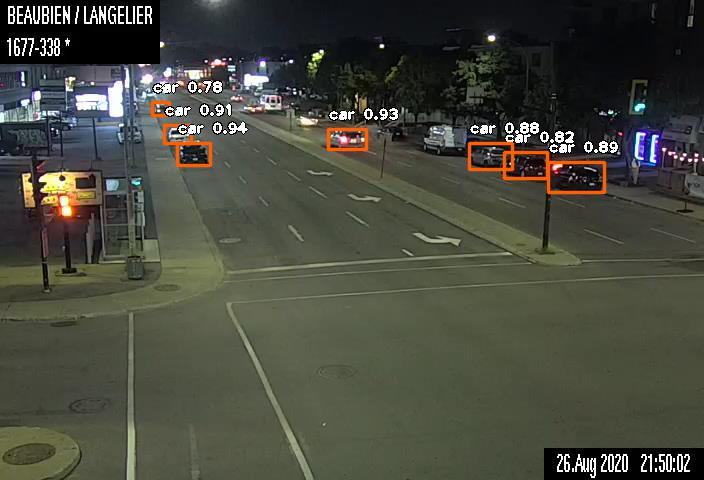 BEAUBIEN / LANGELIER
1677-338 *
car 0.78
car 0.91
car 0.94
car 0.93
car 0.88
car 0.82
car 0.89
26.Aug 2020 21:50:02